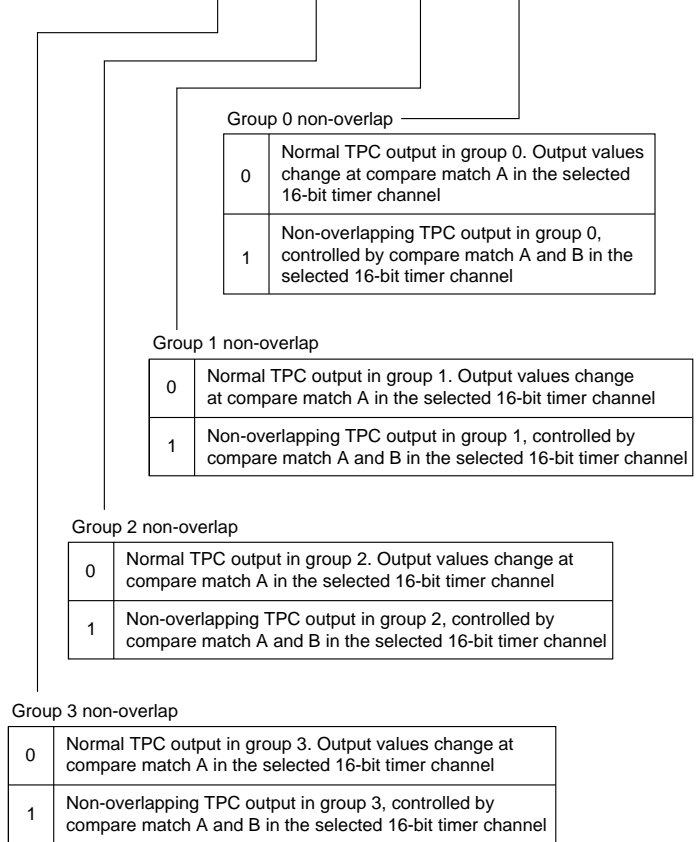 Group 0 non-overlap
0
Normal TPC output in group 0. Output values
change at compare match A in the selected
16-bit timer channel
1
Non-overlapping TPC output in group 0,
controlled by compare match A and B in the
selected 16-bit timer channel
Group 1 non-overlap
0
Normal TPC output in group 1. Output values change
at compare match A in the selected 16-bit timer channel
1
Non-overlapping TPC output in group 1, controlled by
compare match A and B in the selected 16-bit timer channel
Group 2 non-overlap
0
Normal TPC output in group 2. Output values change at
compare match A in the selected 16-bit timer channel
1
Non-overlapping TPC output in group 2, controlled by
compare match A and B in the selected 16-bit timer channel
Group 3 non-overlap
0
Normal TPC output in group 3. Output values change at
compare match A in the selected 16-bit timer channel
1
Non-overlapping TPC output in group 3, controlled by
compare match A and B in the selected 16-bit timer channel